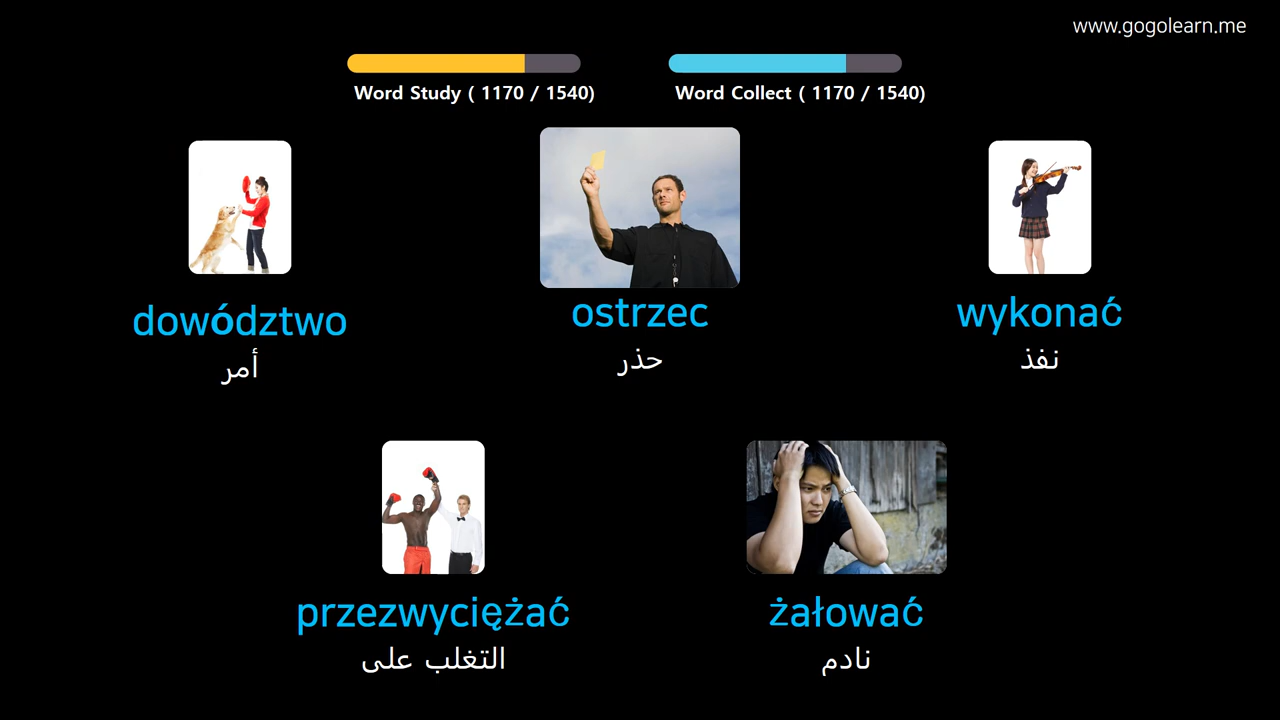 www.gogolearn.me
Word Study ( 1170 / 1540)
Word Collect ( 1170 / 1540)
dowództwo
أمر
ostrzec
حذر
wykonać
نفذ
przezwyciężać
التغلب على
żałować
نادم